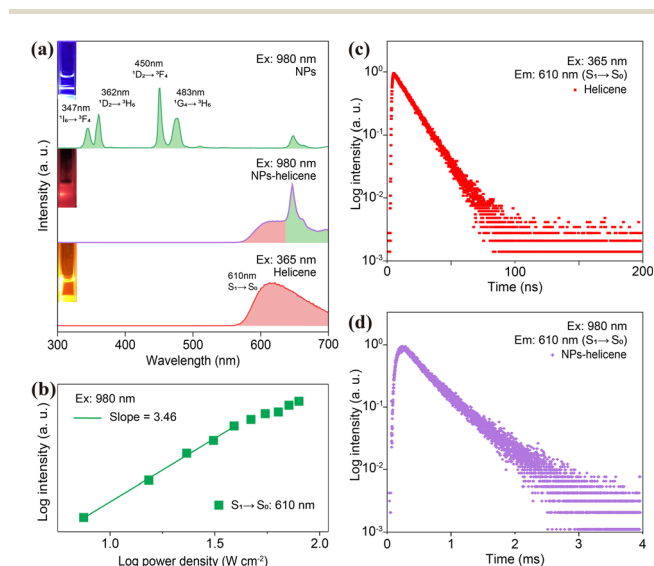 (a)
Ex: 980 nm
NPs
347nm
¹I₆→³F₄
362nm
¹D₂→³H₆
450nm
¹D₂→³F₄
483nm
¹G₄→³H₆
Ex: 980 nm
NPs-helicene
Ex: 365 nm
Helicene
610nm
S₁→S₀
Intensity (a. u.)
300 400 500 600 700
Wavelength (nm)
(b)
Ex: 980 nm
Slope = 3.46
S₁→S₀: 610 nm
Log intensity (a. u.)
1.0 1.5 2.0
Log power density (W cm⁻²)
(c)
Ex: 365 nm
Em: 610 nm (S₁→S₀)
Helicene
Log intensity (a. u.)
10⁰
10⁻¹
10⁻²
10⁻³
0 100 200
Time (ns)
(d)
Ex: 980 nm
Em: 610 nm (S₁→S₀)
NPs-helicene
Log intensity (a. u.)
10⁰
10⁻¹
10⁻²
10⁻³
0 1 2 3 4
Time (ms)